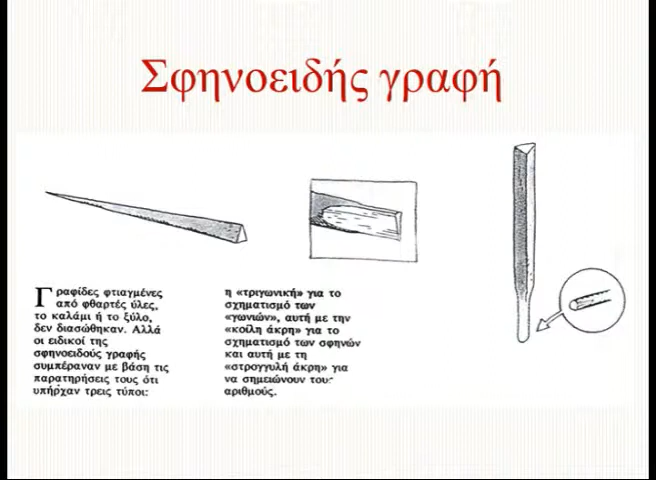 Σφηνοειδής γραφή
Γραφίδες φτιαγμένες
από φθαρτές ύλες,
το καλάμι ή το ξύλο,
δεν διασώθηκαν. Αλλά
οι ειδικοί της
σφηνοειδούς γραφής
συμπέραναν με βάση τις
παρατηρήσεις τους ότι
υπήρχαν τρεις τύποι:
η «τριγωνική» για το
σχηματισμό των
«γωνιών», αυτή με την
«κοίλη άκρη» για το
σχηματισμό των σφηνών
και αυτή με τη
«στρογγυλή άκρη» για
να σημειώνουν τους
αριθμούς.